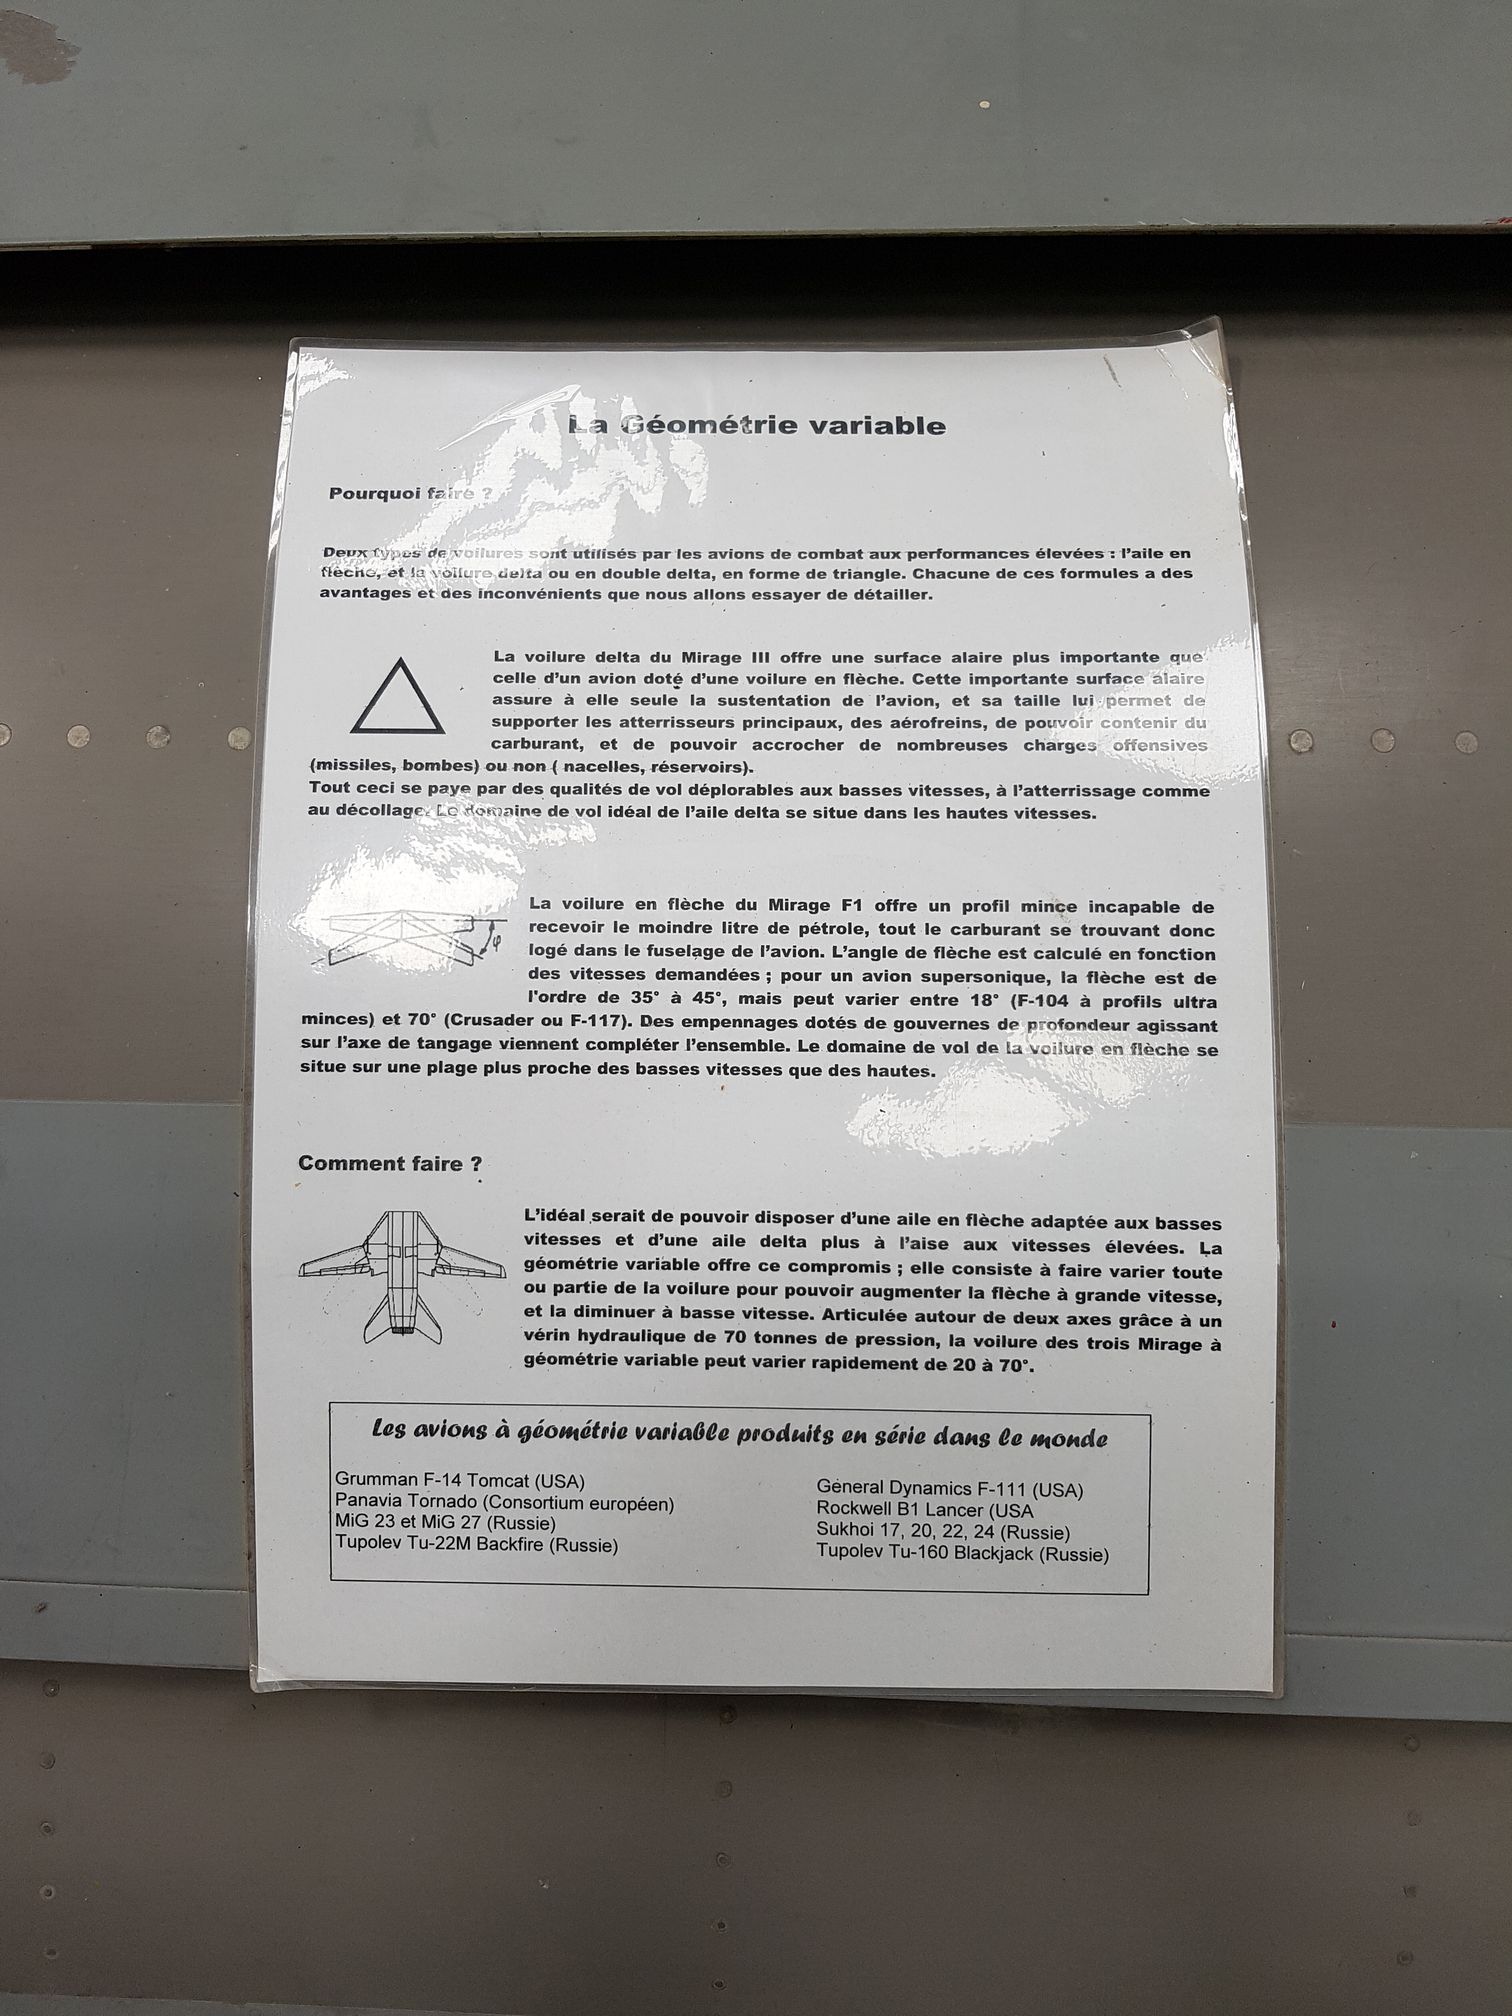 La Géométrie variable
Pourquoi faire ?
Deux types de voilures sont utilisés par les avions de combat aux performances élevées : l'aile en
flèche, et la voilure delta ou en double delta, en forme de triangle. Chacune de ces formules a des
avantages et des inconvénients que nous allons essayer de détailler.
La voilure delta du Mirage III offre une surface alaire plus importante que
celle d'un avion doté d'une voilure en flèche. Cette importante surface alaire
assure à elle seule la sustentation de l'avion, et sa taille lui permet de
supporter les atterrisseurs principaux, des aérofreins, de pouvoir contenir du
carburant, et de pouvoir accrocher de nombreuses charges offensives
(missiles, bombes) ou non ( nacelles, réservoirs).
Tout ceci se paye par des qualités de vol déplorables aux basses vitesses, à l'atterrissage comme
au décollage. Le domaine de vol idéal de l'aile delta se situe dans les hautes vitesses.
φ
La voilure en flèche du Mirage F1 offre un profil mince incapable de
recevoir le moindre litre de pétrole, tout le carburant se trouvant donc
logé dans le fuselage de l'avion. L'angle de flèche est calculé en fonction
des vitesses demandées ; pour un avion supersonique, la flèche est de
l'ordre de 35° à 45°, mais peut varier entre 18° (F-104 à profils ultra
minces) et 70° (Crusader ou F-117). Des empennages dotés de gouvernes de profondeur agissant
sur l'axe de tangage viennent compléter l'ensemble. Le domaine de vol de la voilure en flèche se
situe sur une plage plus proche des basses vitesses que des hautes.
Comment faire ?
L'idéal serait de pouvoir disposer d'une aile en flèche adaptée aux basses
vitesses et d'une aile delta plus à l'aise aux vitesses élevées. La
géométrie variable offre ce compromis ; elle consiste à faire varier toute
ou partie de la voilure pour pouvoir augmenter la flèche à grande vitesse,
et la diminuer à basse vitesse. Articulée autour de deux axes grâce à un
vérin hydraulique de 70 tonnes de pression, la voilure des trois Mirage à
géométrie variable peut varier rapidement de 20 à 70°.
Les avions à géométrie variable produits en série dans le monde
Grumman F-14 Tomcat (USA)
Panavia Tornado (Consortium européen)
MiG 23 et MiG 27 (Russie)
Tupolev Tu-22M Backfire (Russie)
General Dynamics F-111 (USA)
Rockwell B1 Lancer (USA
Sukhoi 17, 20, 22, 24 (Russie)
Tupolev Tu-160 Blackjack (Russie)